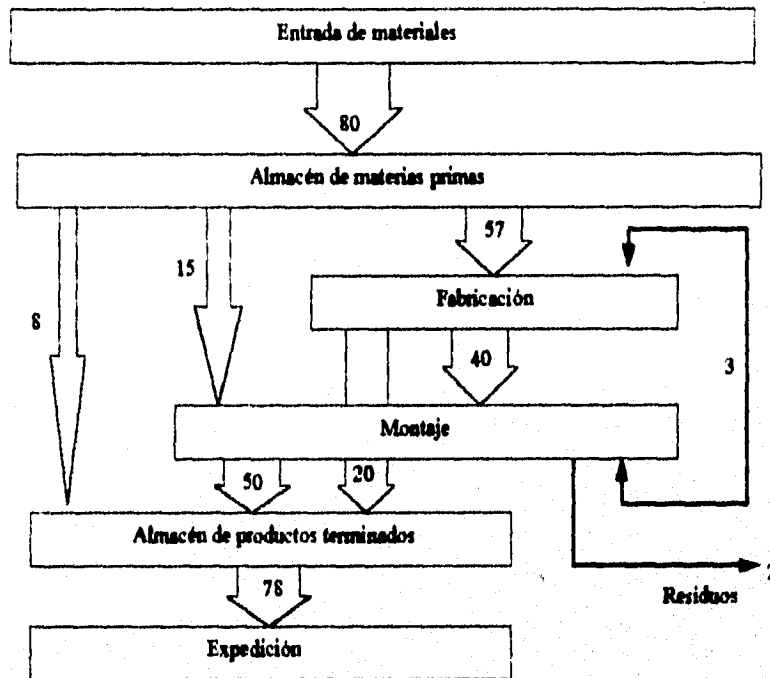 Entrada de materiales
80
Almacén de materias primas
57
15
Fabricación
8
40
3
Montaje
50
20
Almacén de productos terminados
78
Residuos
Expedición